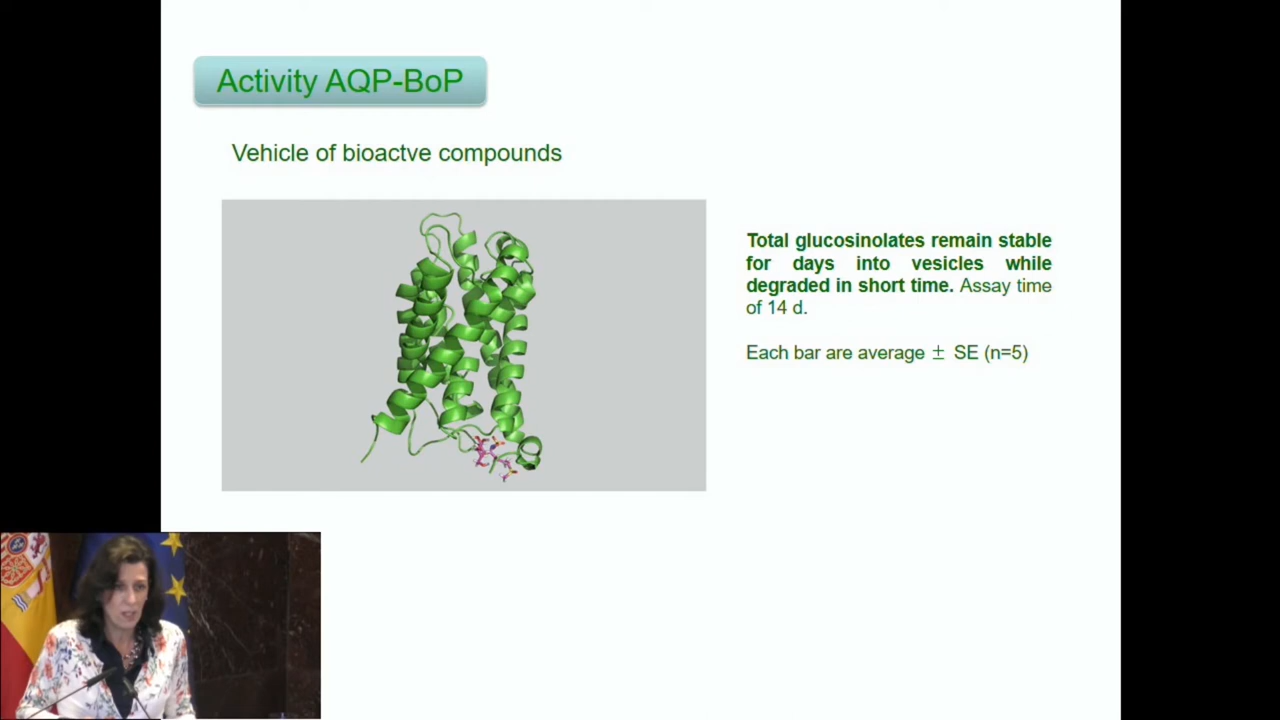 Activity AQP-BoP
Vehicle of bioactve compounds
Total glucosinolates remain stable
for days into vesicles while
degraded in short time. Assay time
of 14 d.
Each bar are average ± SE (n=5)